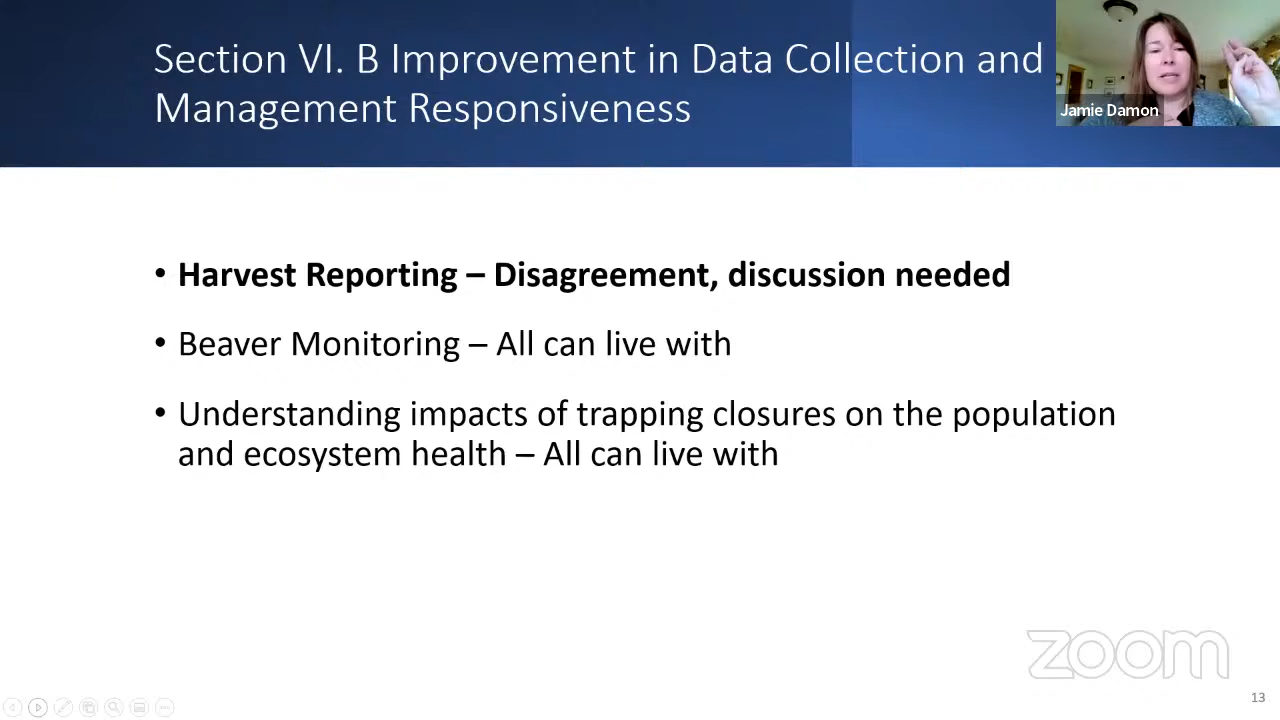 Section VI. B Improvement in Data Collection and
Management Responsiveness
Jamie Damon
• Harvest Reporting – Disagreement, discussion needed
• Beaver Monitoring – All can live with
• Understanding impacts of trapping closures on the population
and ecosystem health – All can live with
zoom
13